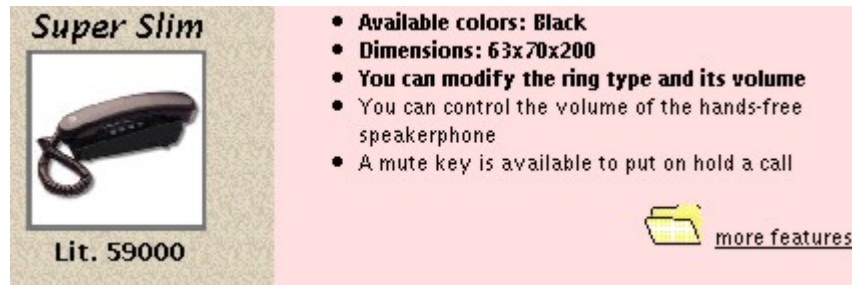 Super Slim
Lit. 59000
Available colors: Black
Dimensions: 63x70x200
You can modify the ring type and its volume
You can control the volume of the hands-free
speakerphone
A mute key is available to put on hold a call
more features